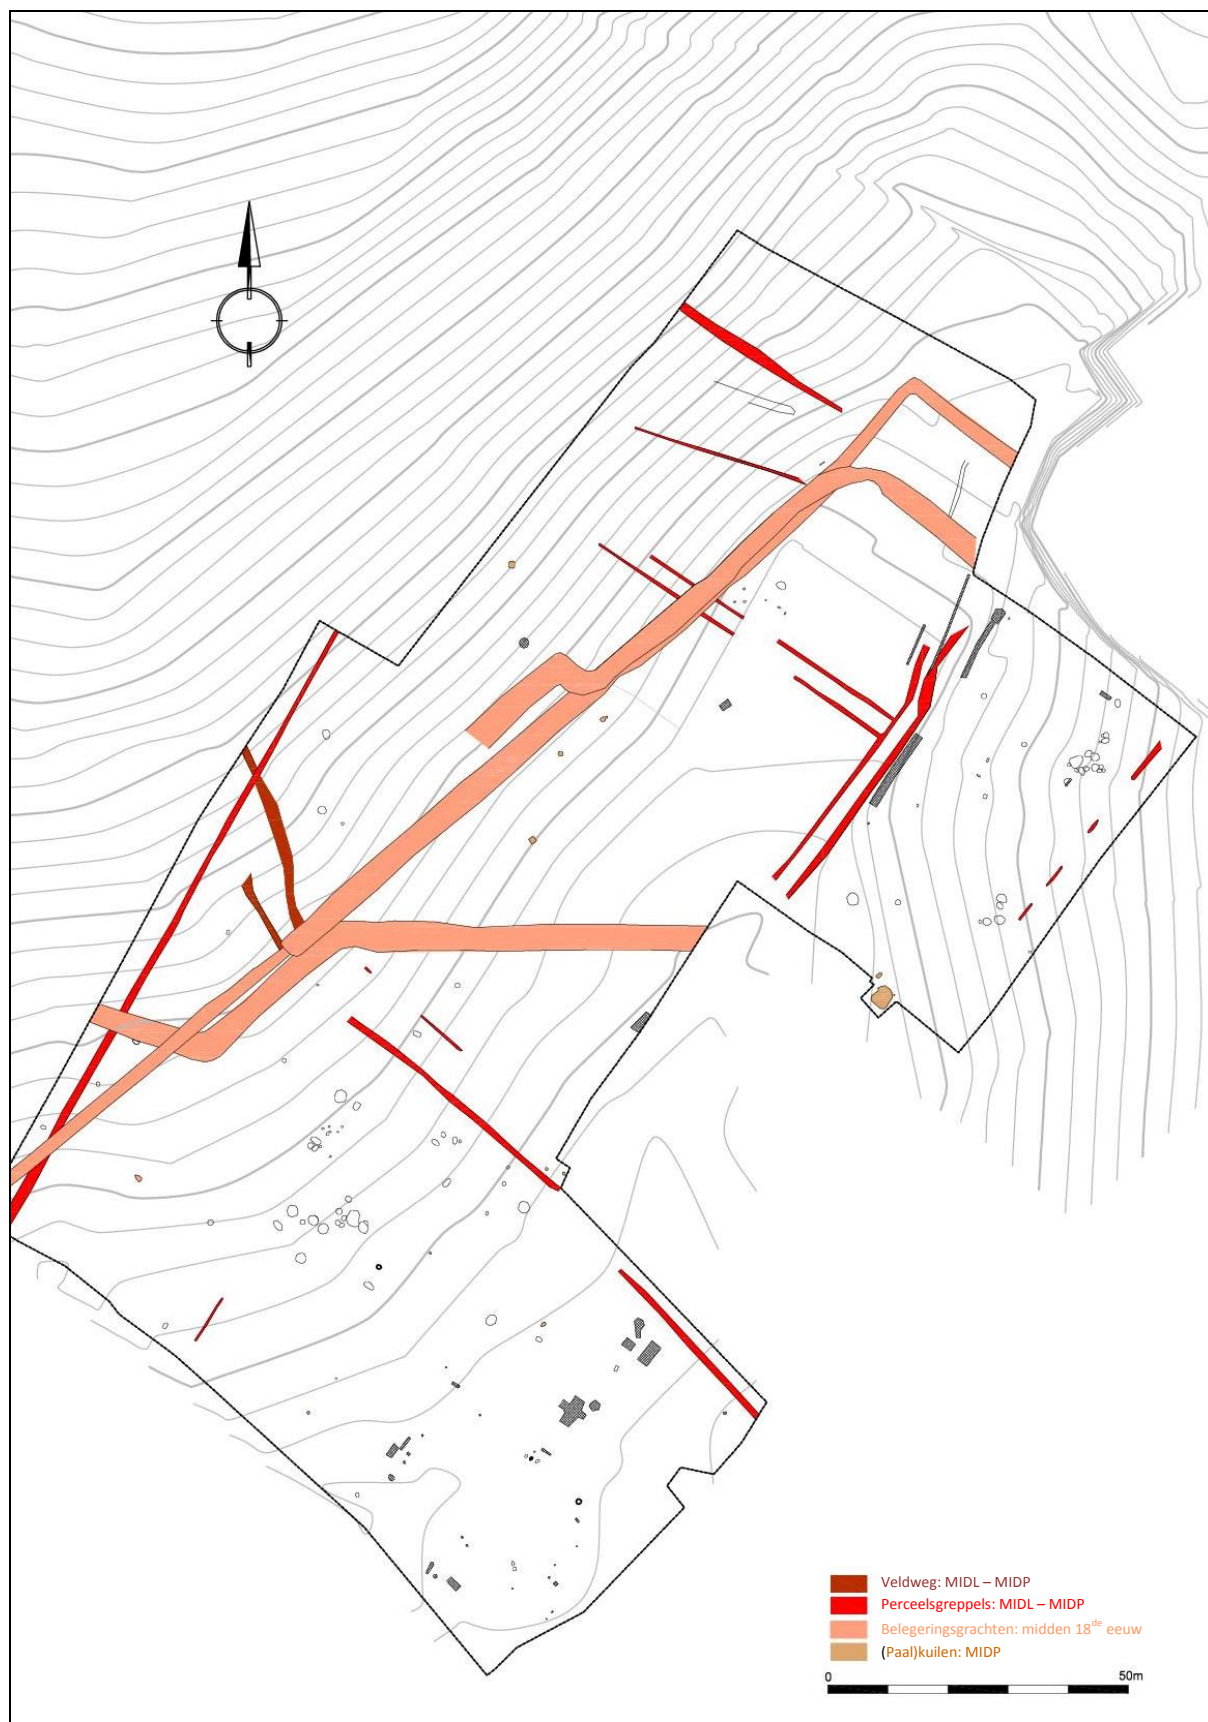 Veldweg: MIDL – MIDP
Perceelsgreppels: MIDL – MIDP
Belegeringsgrachten: midden 18de eeuw
(Paal)kuilen: MIDP
0 50m